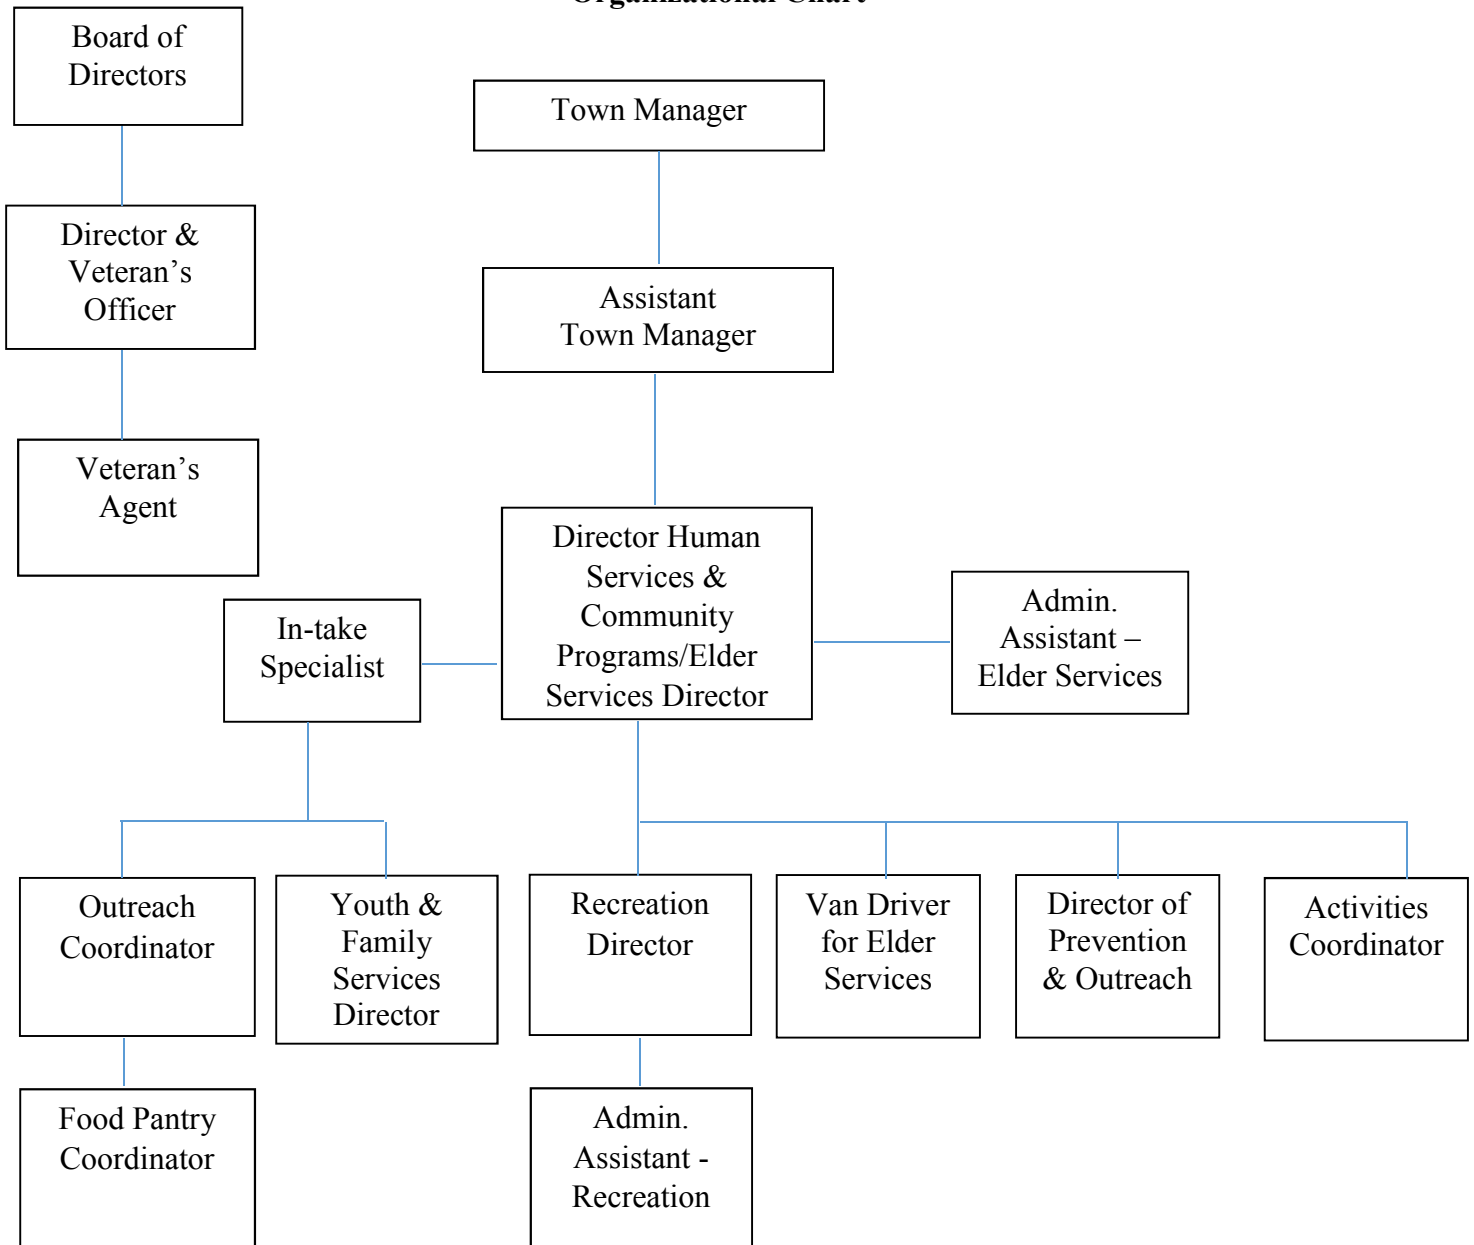 Organizational Chart
Board of
Directors
Town Manager
Director &
Veteran’s
Officer
Assistant
Town Manager
Veteran’s
Agent
Director Human
Services &
Community
Programs/Elder
Services Director
In-take
Specialist
Admin.
Assistant –
Elder Services
Outreach
Coordinator
Youth &
Family
Services
Director
Recreation
Director
Van Driver
for Elder
Services
Director of
Prevention
& Outreach
Activities
Coordinator
Food Pantry
Coordinator
Admin.
Assistant -
Recreation